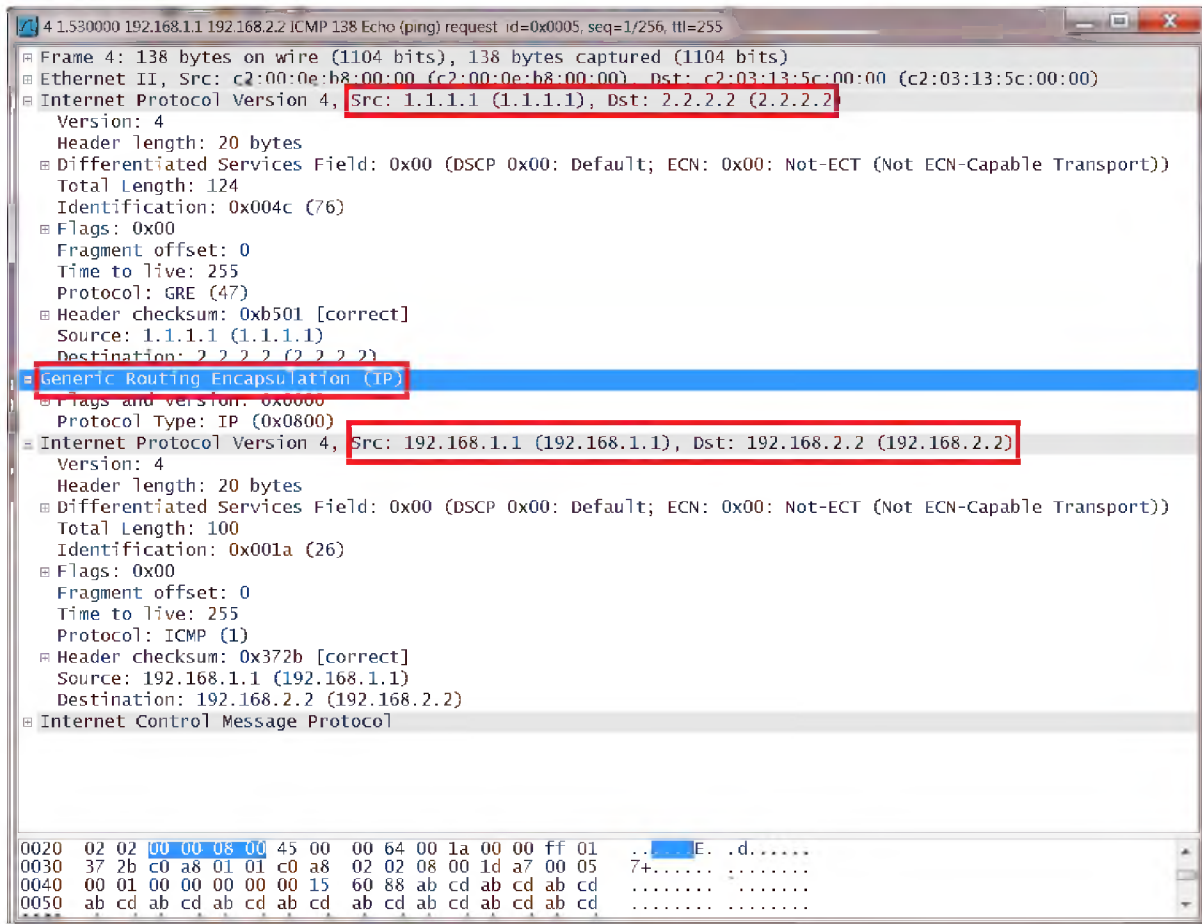 4 1.530000 192.168.1.1 192.168.2.2 ICMP 138 Echo (ping) request id=0x0005, seq=1/256, ttl=255
Frame 4: 138 bytes on wire (1104 bits), 138 bytes captured (1104 bits)
Ethernet II, Src: c2:00:0e:b8:00:00 (c2:00:0e:b8:00:00), Dst: c2:03:13:5c:00:00 (c2:03:13:5c:00:00)
Internet Protocol Version 4, Src: 1.1.1.1 (1.1.1.1), Dst: 2.2.2.2 (2.2.2.2)
Version: 4
Header length: 20 bytes
Differentiated Services Field: 0x00 (DSCP 0x00: Default; ECN: 0x00: Not-ECT (Not ECN-Capable Transport))
Total Length: 124
Identification: 0x004c (76)
Flags: 0x00
Fragment offset: 0
Time to live: 255
Protocol: GRE (47)
Header checksum: 0xb501 [correct]
Source: 1.1.1.1 (1.1.1.1)
Destination: 2.2.2.2 (2.2.2.2)
Generic Routing Encapsulation (IP)
Flags and version: 0x0000
Protocol Type: IP (0x0800)
Internet Protocol Version 4, Src: 192.168.1.1 (192.168.1.1), Dst: 192.168.2.2 (192.168.2.2)
Version: 4
Header length: 20 bytes
Differentiated Services Field: 0x00 (DSCP 0x00: Default; ECN: 0x00: Not-ECT (Not ECN-Capable Transport))
Total Length: 100
Identification: 0x001a (26)
Flags: 0x00
Fragment offset: 0
Time to live: 255
Protocol: ICMP (1)
Header checksum: 0x372b [correct]
Source: 192.168.1.1 (192.168.1.1)
Destination: 192.168.2.2 (192.168.2.2)
Internet Control Message Protocol
0020 02 02 00 00 08 00 45 00 00 64 00 1a 00 00 ff 01 ......E. .d......
0030 37 2b c0 a8 01 01 c0 a8 02 02 08 00 1d a7 00 05 7+...... ........
0040 00 01 00 00 00 00 00 15 60 88 ab cd ab cd ab cd ........ ........
0050 ab cd ab cd ab cd ab cd ab cd ab cd ab cd ab cd ........ ........